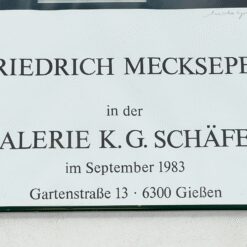 RIEDRICH MECKSEPE
in der
ALERIE K. G. SCHÄFE
im September 1983
Gartenstraße 13 · 6300 Gießen